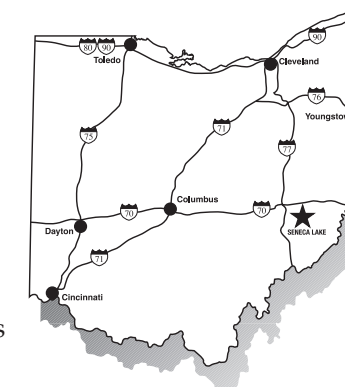 90
80 90
Toledo
Cleveland
76
Youngstow
71
75
77
Columbus
70
70
Dayton
SENECA LAKE
71
Cincinnati
s